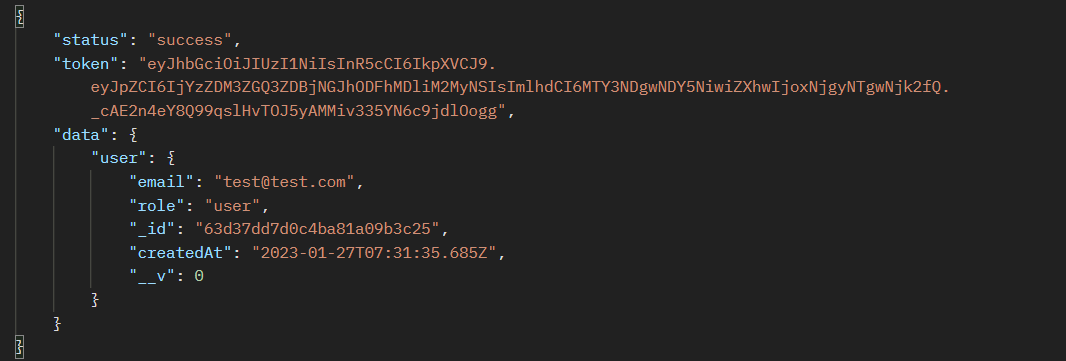 {
"status": "success",
"token": "eyJhbGciOiJIUzI1NiIsInR5cCI6IkpXVCJ9.
eyJpZCI6IjYzZDM3ZGQ3ZDBjNGJhODFhMDliM2MyNSIsImlhdCI6MTY3NDgwNDY5NiwiZXhwIjoxNjgyNTgwNjk2fQ.
_cAE2n4eY8Q99qslHvTOJ5yAMMiv335YN6c9jdlOogg",
"data": {
"user": {
"email": "test@test.com",
"role": "user",
"_id": "63d37dd7d0c4ba81a09b3c25",
"createdAt": "2023-01-27T07:31:35.685Z",
"__v": 0
}
}
}